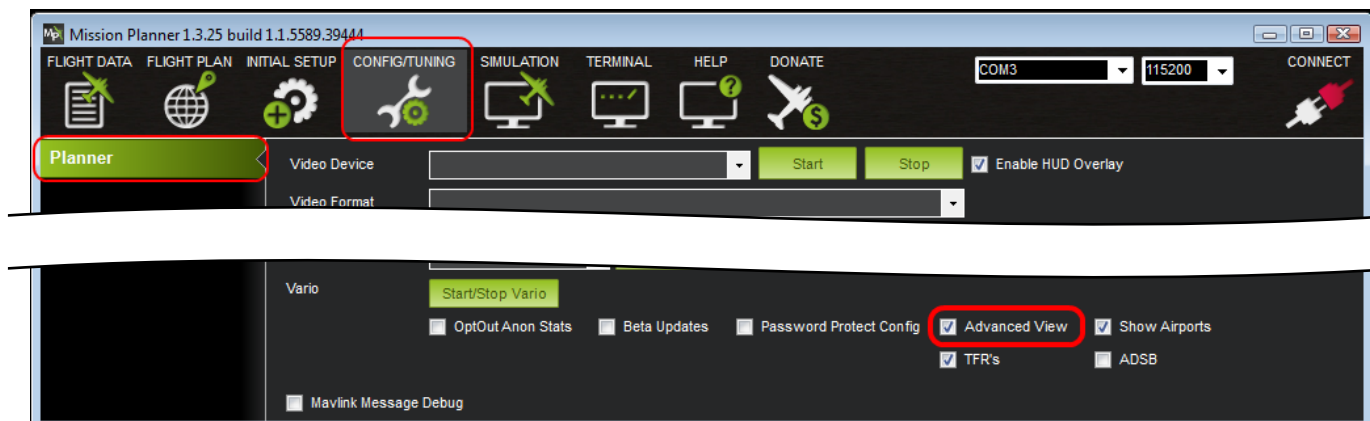 Mission Planner 1.3.25 build 1.1.5589.39444
FLIGHT DATA FLIGHT PLAN INITIAL SETUP CONFIG/TUNING SIMULATION TERMINAL HELP DONATE COM3 115200 CONNECT
Planner
Video Device Start Stop Enable HUD Overlay
Video Format
Vario Start/Stop Vario
OptOut Anon Stats Beta Updates Password Protect Config Advanced View Show Airports
TFR's ADSB
Mavlink Message Debug